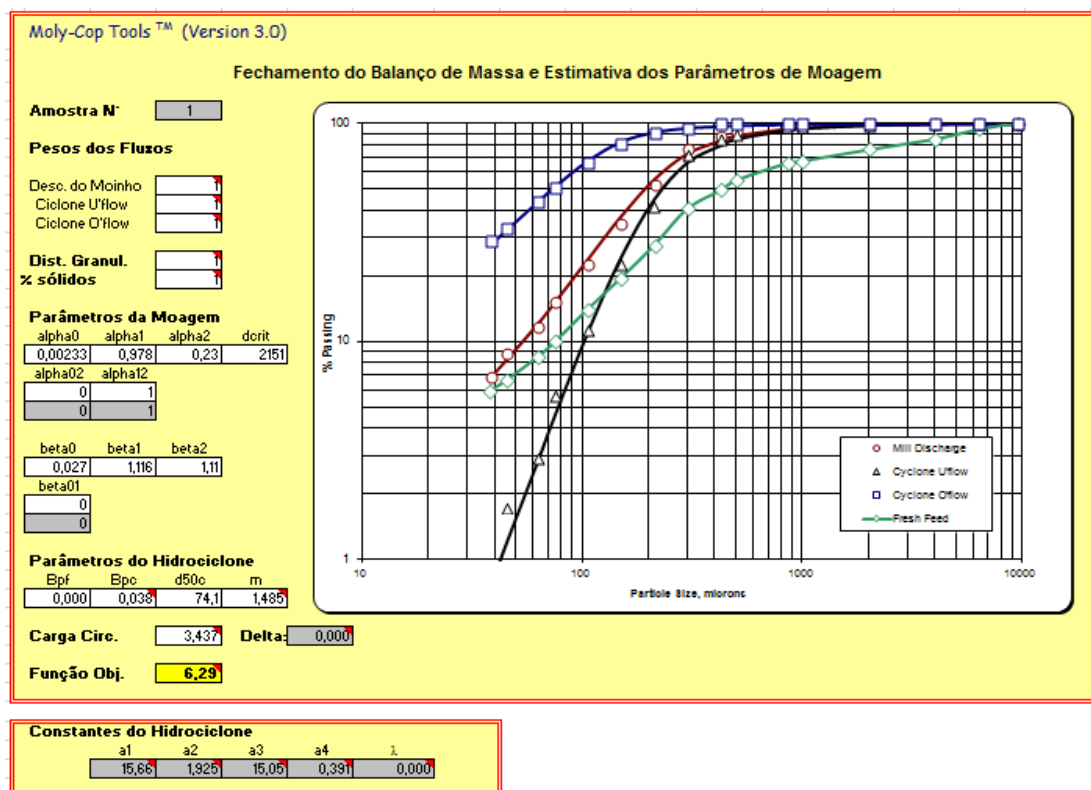 Moly-Cop Tools ™ (Version 3.0)
Fechamento do Balanço de Massa e Estimativa dos Parâmetros de Moagem
Amostra N° 1
Pesos dos Fluxos
Desc. do Moinho 1
Ciclone U'flow 1
Ciclone O'flow 1
Dist. Granul. 1
% sólidos 1
Parâmetros da Moagem
alpha0 alpha1 alpha2 dcrit
0,00233 0,978 0,23 2151
alpha02 alpha12
0 1
0 1
beta0 beta1 beta2
0,027 1,116 1,11
beta01
0
0
Parâmetros do Hidrociclone
Bpf Bpc d50c m
0,000 0,038 74,1 1,485
Carga Circ. 3,437 Delta: 0,000
Função Obj. 6,29
100
10
1
% Passing
10 100 1000 10000
Particle Size, microns
Mill Discharge
Cyclone U'flow
Cyclone O'flow
Fresh Feed
Constantes do Hidrociclone
a1 a2 a3 a4 λ
15,66 1,925 15,05 0,391 0,000